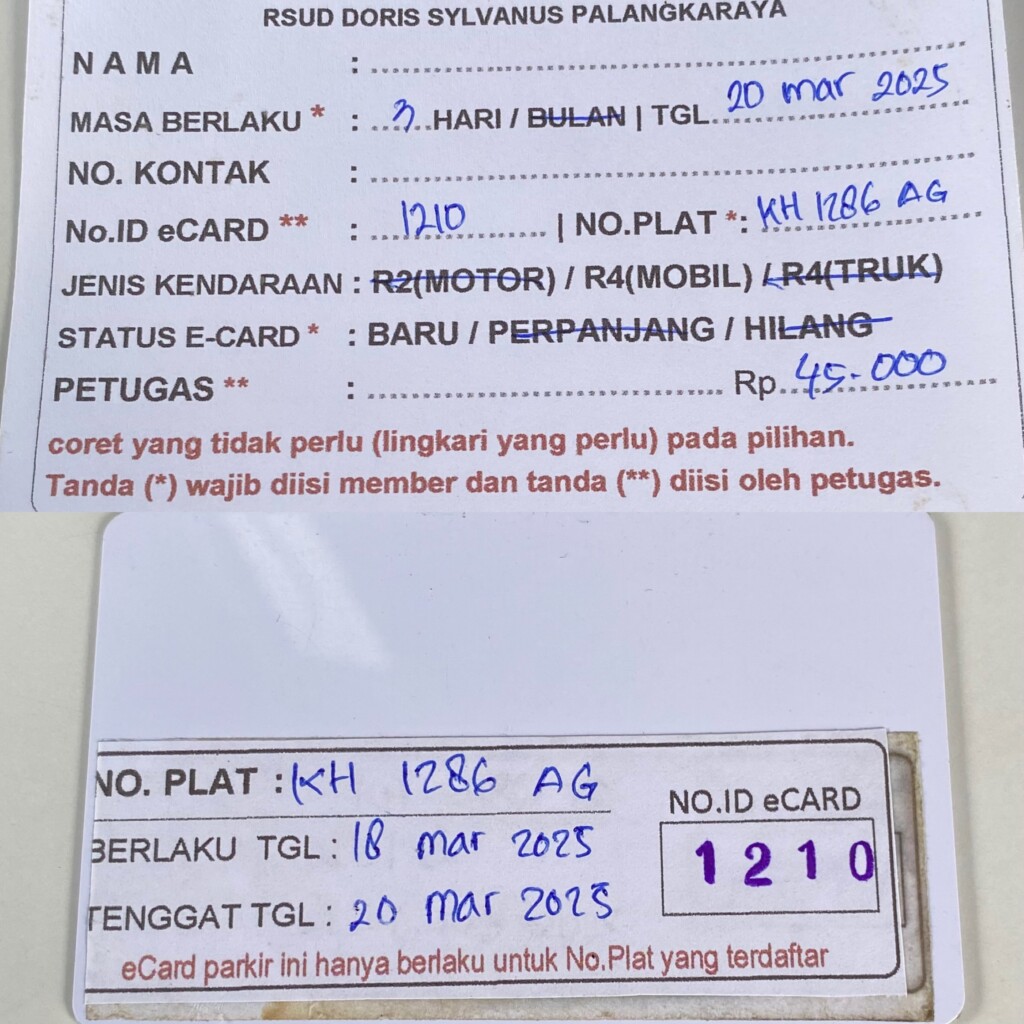 RSUD DORIS SYLVANUS PALANGKARAYA
N A M A :
MASA BERLAKU * : 3 HARI / BULAN | TGL. 20 mar 2025
NO. KONTAK :
No.ID eCARD ** : 1210 | NO.PLAT *: KH 1286 AG
JENIS KENDARAAN : R2(MOTOR) / R4(MOBIL) / R4(TRUK)
STATUS E-CARD * : BARU / PERPANJANG / HILANG
PETUGAS ** : Rp. 45.000
coret yang tidak perlu (lingkari yang perlu) pada pilihan.
Tanda (*) wajib diisi member dan tanda (**) diisi oleh petugas.
NO. PLAT : KH 1286 AG
BERLAKU TGL : 18 mar 2025
TENGGAT TGL : 20 mar 2025
NO.ID eCARD
1210
eCard parkir ini hanya berlaku untuk No.Plat yang terdaftar